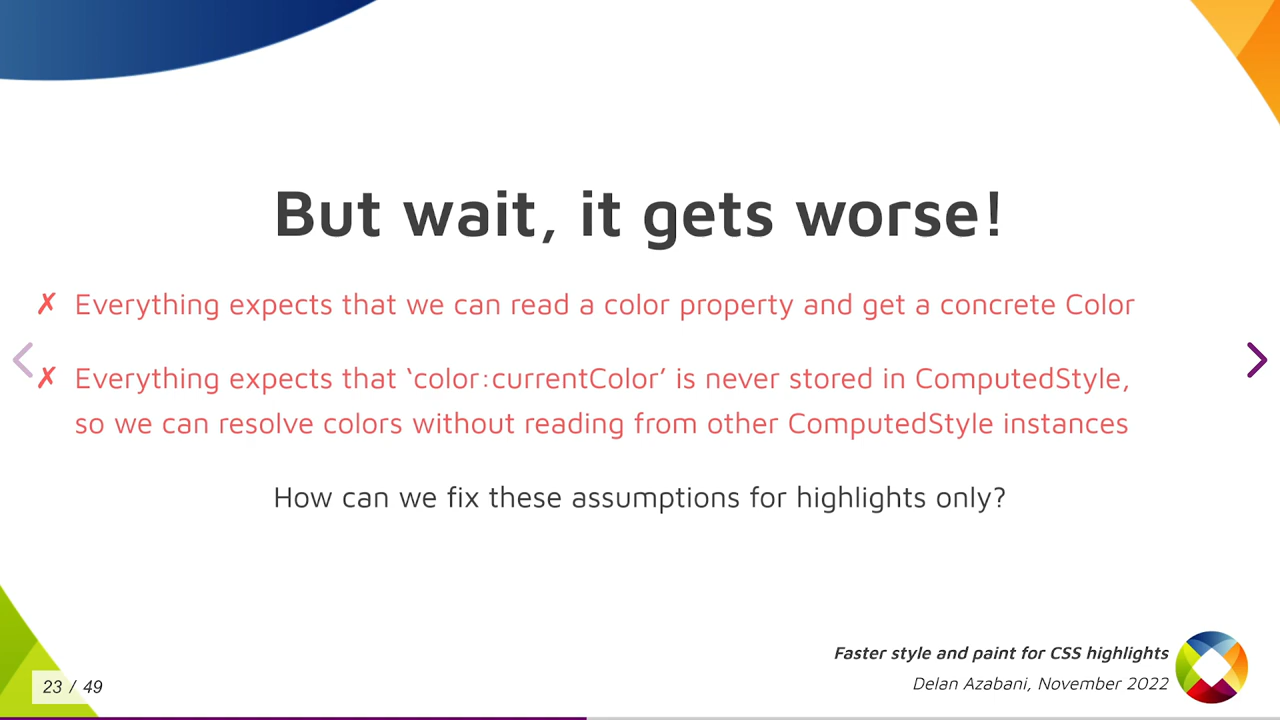 But wait, it gets worse!
✗ Everything expects that we can read a color property and get a concrete Color
✗ Everything expects that ‘color:currentColor’ is never stored in ComputedStyle,
so we can resolve colors without reading from other ComputedStyle instances
How can we fix these assumptions for highlights only?
Faster style and paint for CSS highlights
Delan Azabani, November 2022
23 / 49